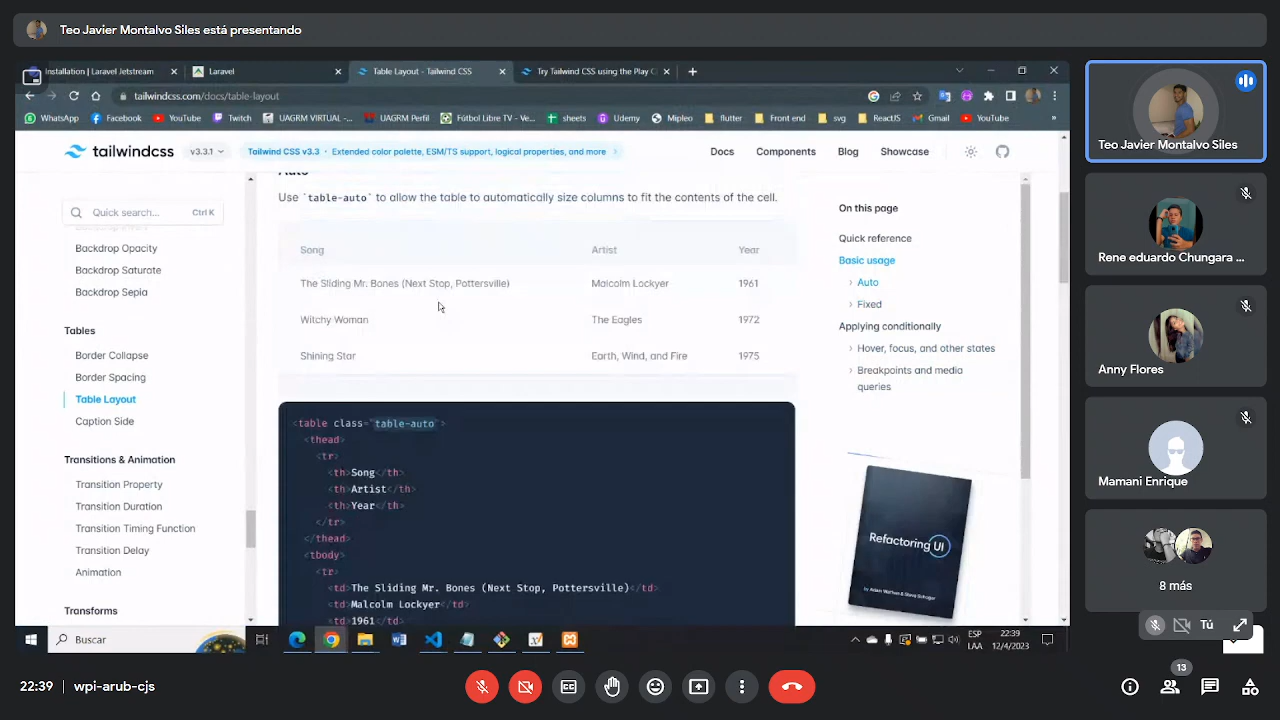 Teo Javier Montalvo Siles está presentando
Installation | Laravel Jetstream
Laravel
Table Layout - Tailwind CSS
Try Tailwind CSS using the Play C
tailwindcss.com/docs/table-layout
WhatsApp
Facebook
YouTube
Twitch
UAGRM VIRTUAL -...
UAGRM Perfil
Fútbol Libre TV - Ve...
sheets
Udemy
Mipleo
flutter
Front end
svg
ReactJS
Gmail
YouTube
tailwindcss
v3.3.1
Tailwind CSS v3.3 • Extended color palette, ESM/TS support, logical properties, and more
Docs
Components
Blog
Showcase
Quick search...
Ctrl K
Backdrop Opacity
Backdrop Saturate
Backdrop Sepia
Tables
Border Collapse
Border Spacing
Table Layout
Caption Side
Transitions & Animation
Transition Property
Transition Duration
Transition Timing Function
Transition Delay
Animation
Transforms
Auto
Use `table-auto` to allow the table to automatically size columns to fit the contents of the cell.
Song Artist Year
The Sliding Mr. Bones (Next Stop, Pottersville) Malcolm Lockyer 1961
Witchy Woman The Eagles 1972
Shining Star Earth, Wind, and Fire 1975
<table class="table-auto">
<thead>
<tr>
<th>Song</th>
<th>Artist</th>
<th>Year</th>
</tr>
</thead>
<tbody>
<tr>
<td>The Sliding Mr. Bones (Next Stop, Pottersville)</td>
<td>Malcolm Lockyer</td>
<td>1961</td>
On this page
Quick reference
Basic usage
Auto
Fixed
Applying conditionally
Hover, focus, and other states
Breakpoints and media
queries
Refactoring UI
by Adam Wathan & Steve Schoger
Buscar
ESP
LAA
22:39
12/4/2023
Teo Javier Montalvo Siles
Rene eduardo Chungara ...
Anny Flores
Mamani Enrique
8 más
Tú
22:39 | wpi-arub-cjs
13